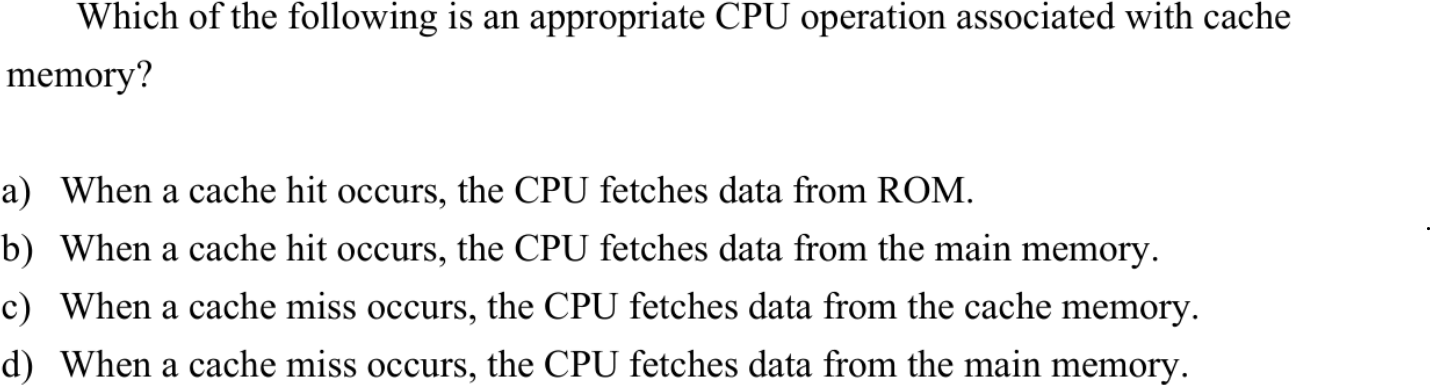 Which of the following is an appropriate CPU operation associated with cache
memory?
a) When a cache hit occurs, the CPU fetches data from ROM.
b) When a cache hit occurs, the CPU fetches data from the main memory.
c) When a cache miss occurs, the CPU fetches data from the cache memory.
d) When a cache miss occurs, the CPU fetches data from the main memory.